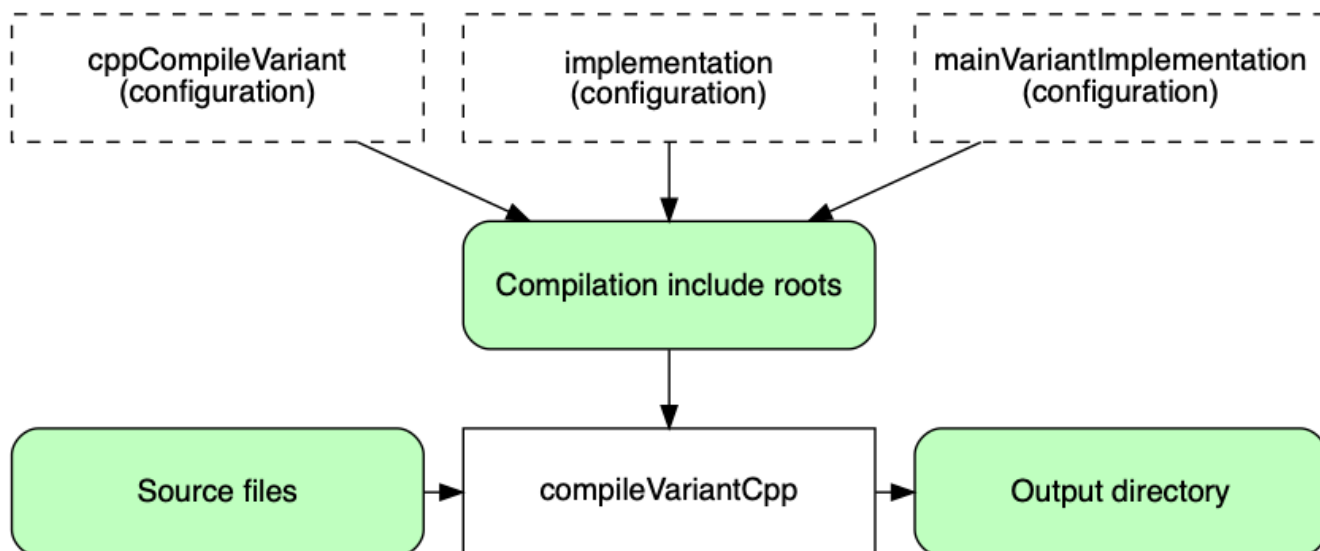 cppCompileVariant
(configuration)
implementation
(configuration)
mainVariantImplementation
(configuration)
Compilation include roots
Source files
compileVariantCpp
Output directory